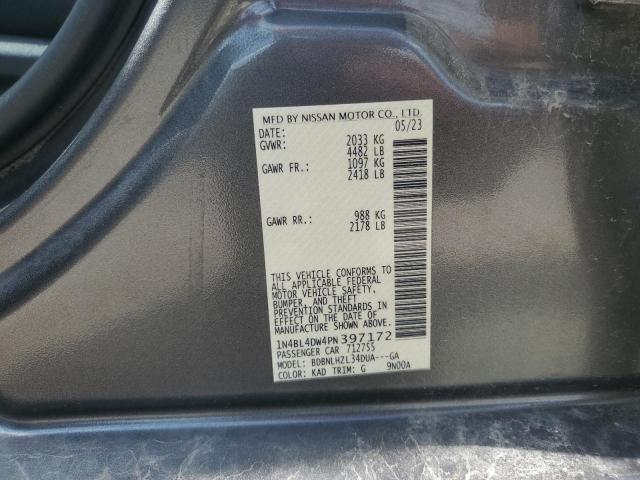 MFD BY NISSAN MOTOR CO., LTD.
DATE: 05/23
GVWR: 2033 KG
4482 LB
GAWR FR.: 1097 KG
2418 LB
GAWR RR.: 988 KG
2178 LB
THIS VEHICLE CONFORMS TO
ALL APPLICABLE FEDERAL
MOTOR VEHICLE SAFETY,
BUMPER, AND THEFT
PREVENTION STANDARDS IN
EFFECT ON THE DATE OF
MANUFACTURE SHOWN ABOVE.
1N4BL4DW4PN397172
PASSENGER CAR 712755
MODEL: BDBNLHZL34DUA---GA
COLOR: KAD TRIM: G 9N00A